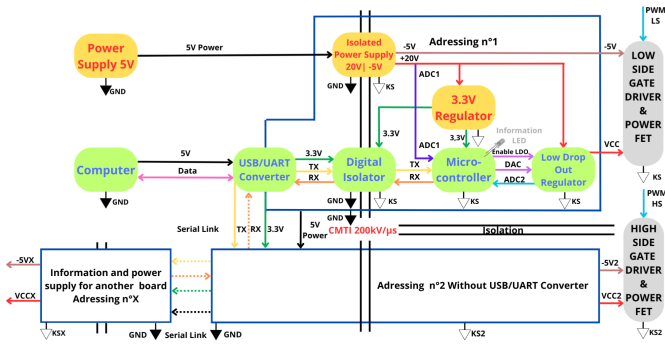 PWM
LS
Power
Supply 5V
5V Power
Isolated
Power Supply
20V| -5V
-5V
Adressing n°1
-5V
+20V
ADC1
GND
GND
KS
LOW
SIDE
GATE
DRIVER
&
POWER
FET
3.3V
Regulator
3.3V
ADC1
3,3V
Information
LED
Enable LDO
VCC
Computer
5V
Data
USB/UART
Converter
3.3V
TX
RX
Digital
Isolator
TX
RX
Micro-
controller
DAC
ADC2
Low Drop
Out
Regulator
GND
GND
KS
KS
KS
KS
PWM
HS
Serial Link
TX
RX
3.3V
5V
Power
GND
CMTI 200kV/µs
Isolation
HIGH
SIDE
GATE
DRIVER
&
POWER
FET
-5VX
VCCX
Information and power
supply for another board
Adressing n°X
Adressing n°2 Without USB/UART Converter
-5V2
VCC2
KSX
GND
Serial Link
GND
KS2
KS2